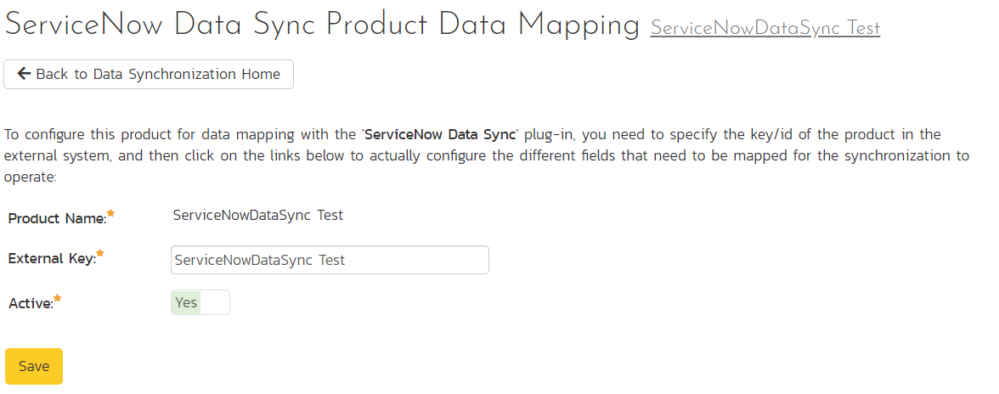 ServiceNow Data Sync Product Data Mapping ServiceNowDataSync Test
← Back to Data Synchronization Home
To configure this product for data mapping with the 'ServiceNow Data Sync' plug-in, you need to specify the key/id of the product in the
external system, and then click on the links below to actually configure the different fields that need to be mapped for the synchronization to
operate:
Product Name:★ ServiceNowDataSync Test
External Key:★ ServiceNowDataSync Test
Active:★ Yes
Save